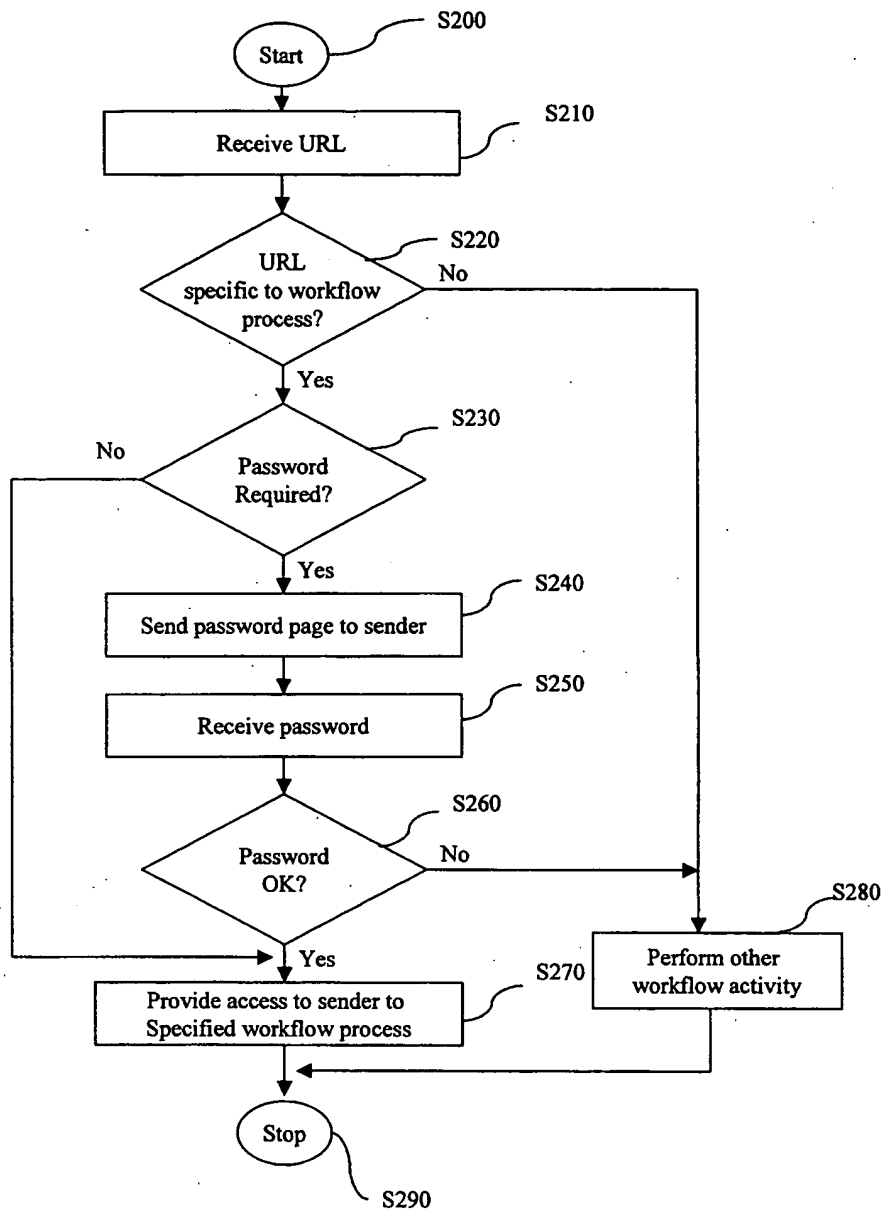 S200
Start
S210
Receive URL
S220
URL
specific to workflow
process?
No
Yes
S230
No
Password
Required?
Yes
S240
Send password page to sender
S250
Receive password
S260
Password
OK?
No
S280
Yes
Perform other
workflow activity
S270
Provide access to sender to
Specified workflow process
Stop
S290